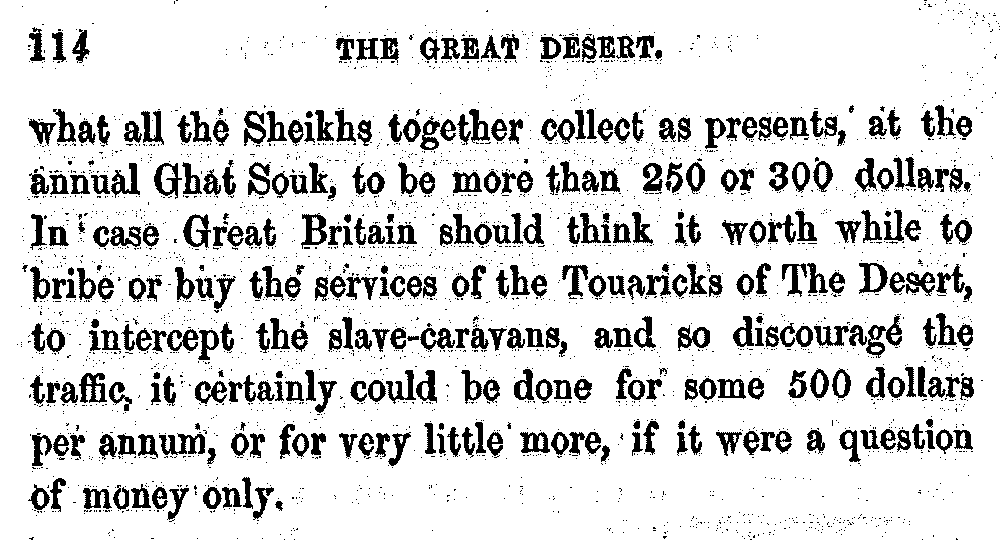 114 THE GREAT DESERT.
what all the Sheikhs together collect as presents, at the
annual Ghat Souk, to be more than 250 or 300 dollars.
In case Great Britain should think it worth while to
bribe or buy the services of the Touaricks of The Desert,
to intercept the slave-caravans, and so discourage the
traffic, it certainly could be done for some 500 dollars
per annum, or for very little more, if it were a question
of money only.